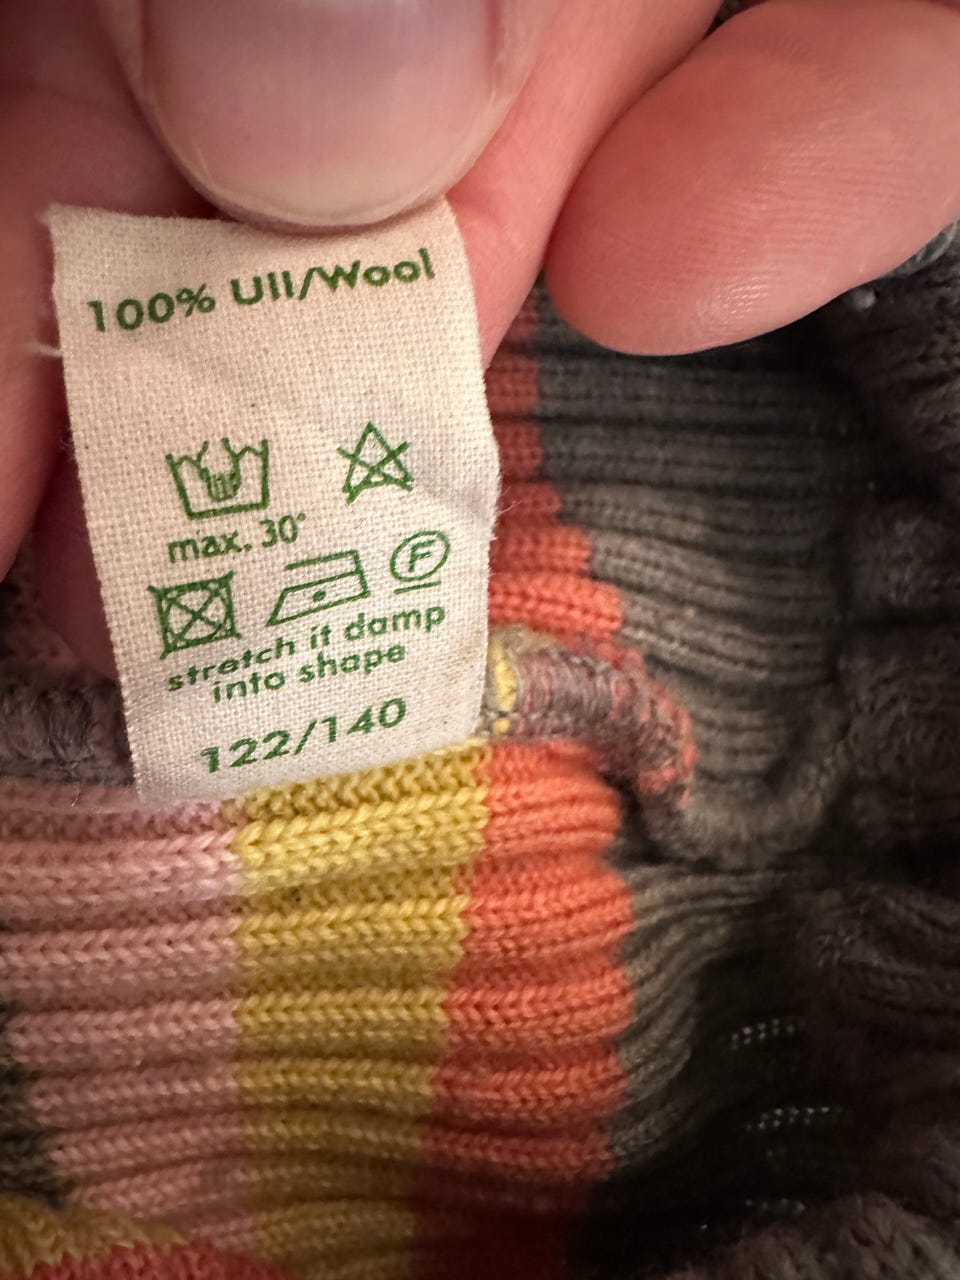 100% Ull/Wool
max. 30°
F
stretch it damp
into shape
122/140